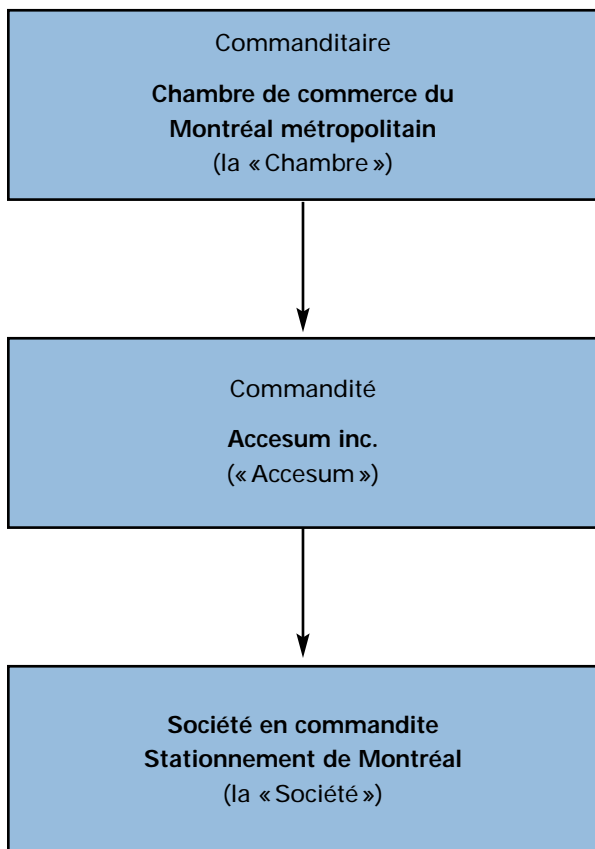 Commanditaire
Chambre de commerce du
Montréal métropolitain
(la « Chambre »)
Commandité
Accesum inc.
(« Accesum »)
Société en commandite
Stationnement de Montréal
(la « Société »)